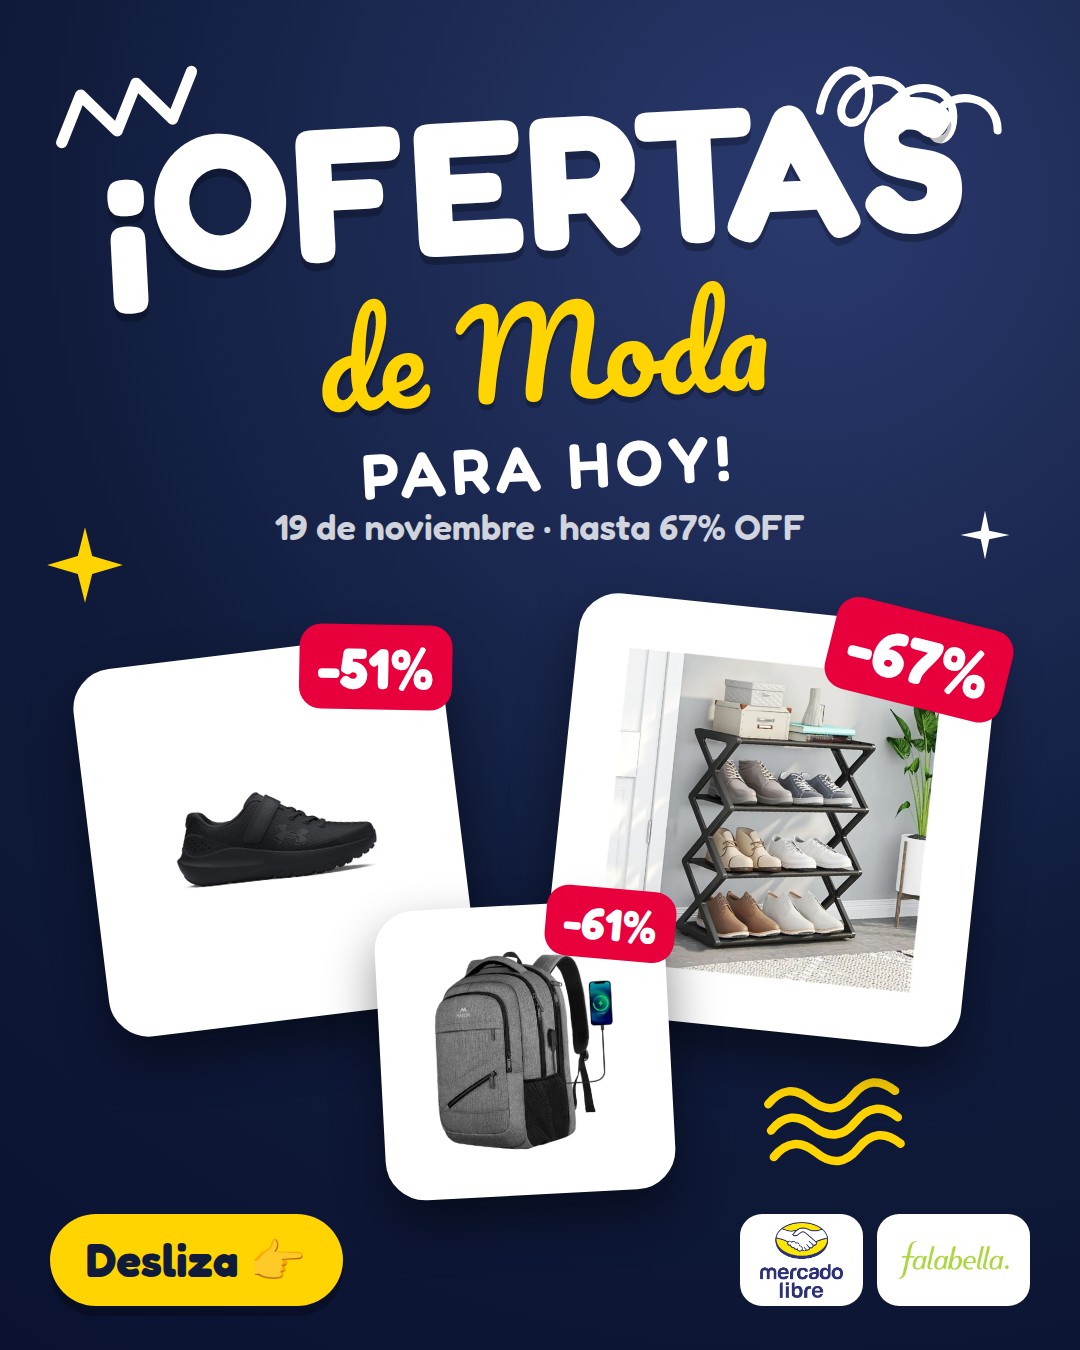 ¡OFERTAS
de Moda
PARA HOY!
19 de noviembre · hasta 67% OFF
-51%
-67%
-61%
Desliza 👉
mercado
libre
falabella.